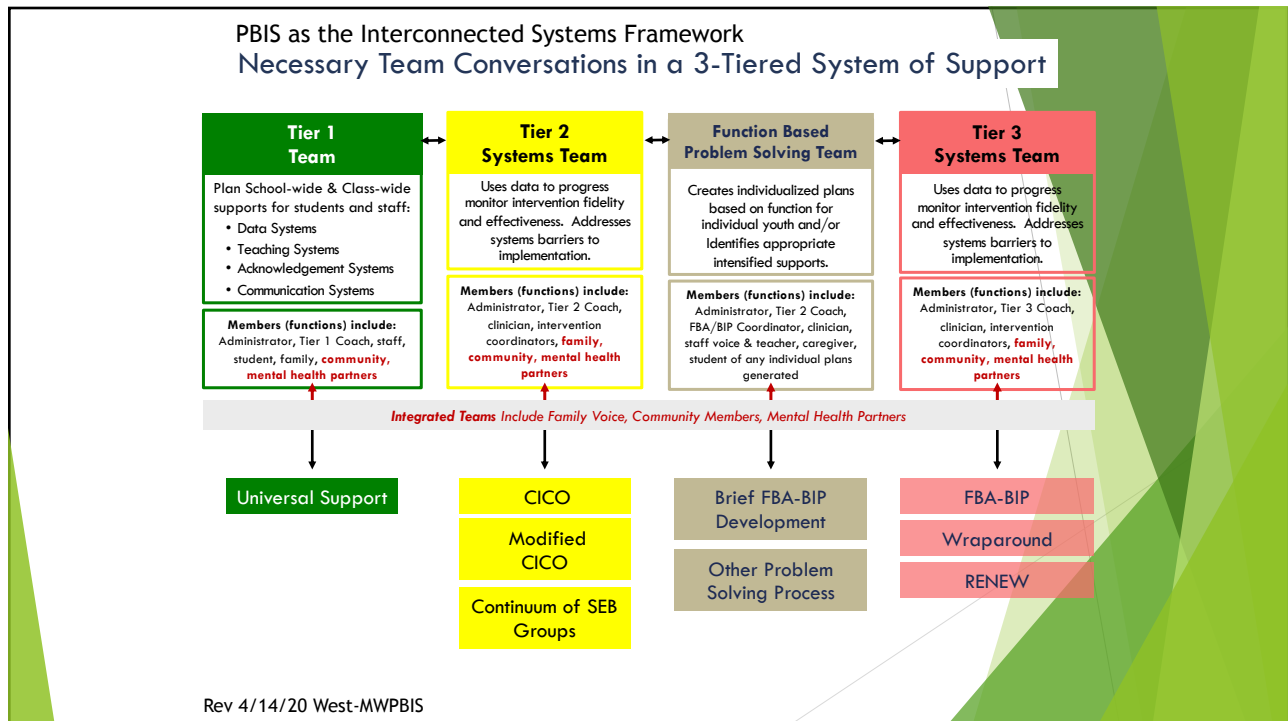 PBIS as the Interconnected Systems Framework
Necessary Team Conversations in a 3-Tiered System of Support
Tier 1
Team
Plan School-wide & Class-wide
supports for students and staff:
• Data Systems
• Teaching Systems
• Acknowledgement Systems
• Communication Systems
Members (functions) include:
Administrator, Tier 1 Coach, staff,
student, family, community,
mental health partners
Tier 2
Systems Team
Uses data to progress
monitor intervention fidelity
and effectiveness. Addresses
systems barriers to
implementation.
Members (functions) include:
Administrator, Tier 2 Coach,
clinician, intervention
coordinators, family,
community, mental health
partners
Function Based
Problem Solving Team
Creates individualized plans
based on function for
individual youth and/or
Identifies appropriate
intensified supports.
Members (functions) include:
Administrator, Tier 2 Coach,
FBA/BIP Coordinator, clinician,
staff voice & teacher, caregiver,
student of any individual plans
generated
Tier 3
Systems Team
Uses data to progress
monitor intervention fidelity
and effectiveness. Addresses
systems barriers to
implementation.
Members (functions) include:
Administrator, Tier 3 Coach,
clinician, intervention
coordinators, family,
community, mental health
partners
Integrated Teams Include Family Voice, Community Members, Mental Health Partners
Universal Support
CICO
Modified
CICO
Continuum of SEB
Groups
Brief FBA-BIP
Development
Other Problem
Solving Process
FBA-BIP
Wraparound
RENEW
Rev 4/14/20 West-MWPBIS